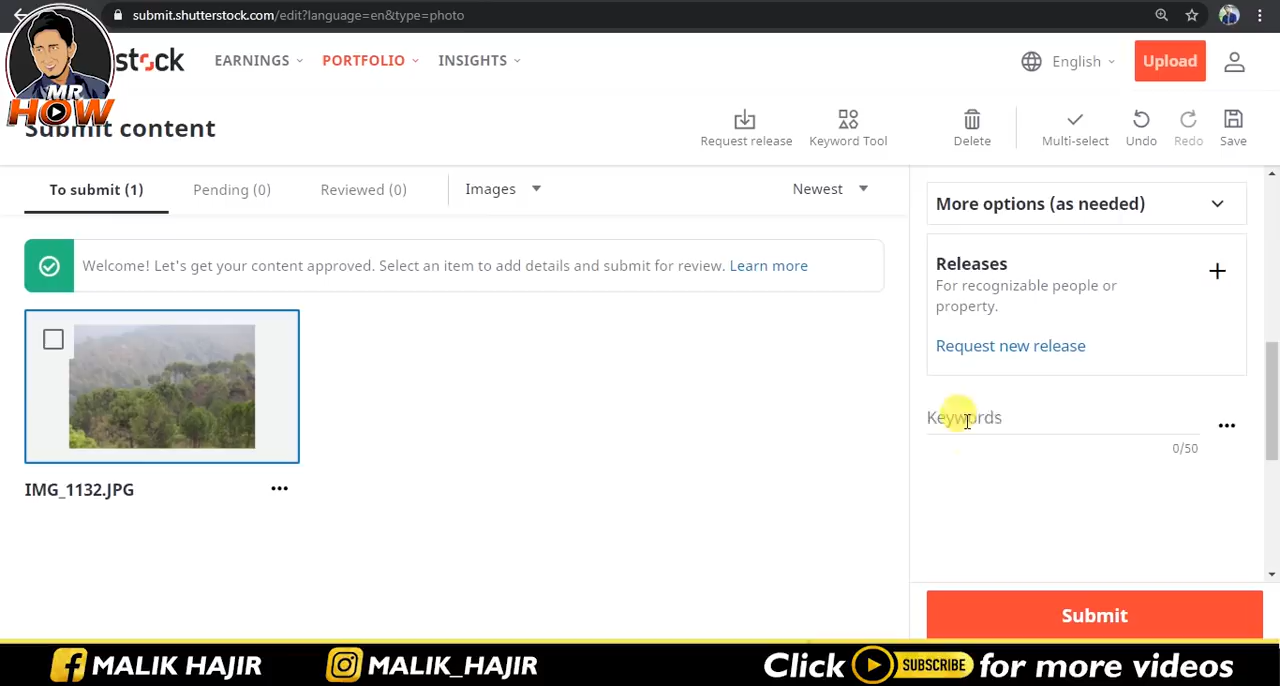 submit.shutterstock.com/edit?language=en&type=photo
MR
HOW
stock
EARNINGS
PORTFOLIO
INSIGHTS
English
Upload
Submit content
Request release
Keyword Tool
Delete
Multi-select
Undo
Redo
Save
To submit (1)
Pending (0)
Reviewed (0)
Images
Newest
Welcome! Let's get your content approved. Select an item to add details and submit for review. Learn more
IMG_1132.JPG
More options (as needed)
Releases
For recognizable people or
property.
Request new release
Keywords
0/50
Submit
MALIK HAJIR
MALIK_HAJIR
Click SUBSCRIBE for more videos